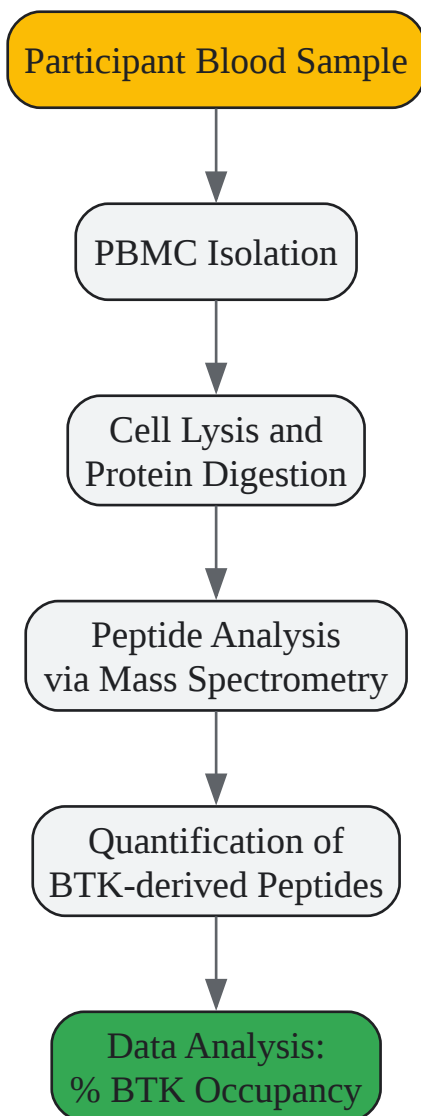 Participant Blood Sample
PBMC Isolation
Cell Lysis and
Protein Digestion
Peptide Analysis
via Mass Spectrometry
Quantification of
BTK-derived Peptides
Data Analysis:
% BTK Occupancy